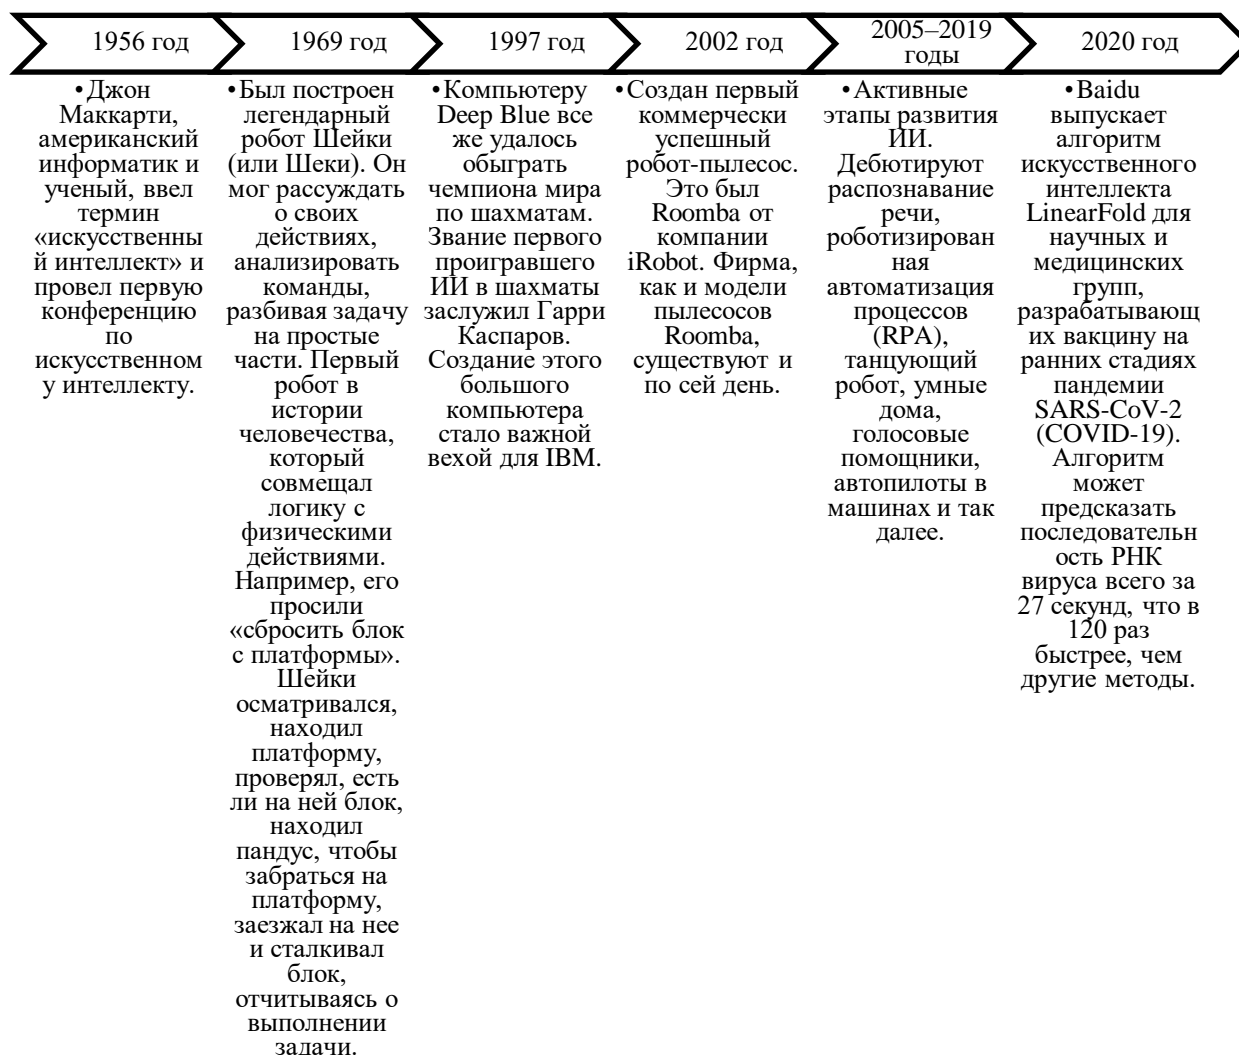 1956 год
1969 год
1997 год
2002 год
2005–2019
годы
2020 год
•Джон
Маккарти,
американский
информатик и
ученый, ввел
термин
«искусственны
й интеллект» и
провел первую
конференцию
по
искусственном
у интеллекту.
•Был построен
легендарный
робот Шейки
(или Шеки). Он
мог рассуждать
о своих
действиях,
анализировать
команды,
разбивая задачу
на простые
части. Первый
робот в
истории
человечества,
который
совмещал
логику с
физическими
действиями.
Например, его
просили
«сбросить блок
с платформы».
Шейки
осматривался,
находил
платформу,
проверял, есть
ли на ней блок,
находил
пандус, чтобы
забраться на
платформу,
заезжал на нее
и сталкивал
блок,
отчитываясь о
выполнении
задачи.
•Компьютеру
Deep Blue все
же удалось
обыграть
чемпиона мира
по шахматам.
Звание первого
проигравшего
ИИ в шахматы
заслужил Гарри
Каспаров.
Создание этого
большого
компьютера
стало важной
вехой для IBM.
•Создан первый
коммерчески
успешный
робот-пылесос.
Это был
Roomba от
компании
iRobot. Фирма,
как и модели
пылесосов
Roomba,
существуют и
по сей день.
•Активные
этапы развития
ИИ.
Дебютируют
распознавание
речи,
роботизирован
ная
автоматизация
процессов
(RPA),
танцующий
робот, умные
дома,
голосовые
помощники,
автопилоты в
машинах и так
далее.
•Baidu
выпускает
алгоритм
искусственного
интеллекта
LinearFold для
научных и
медицинских
групп,
разрабатывающ
их вакцину на
ранних стадиях
пандемии
SARS-CoV-2
(COVID-19).
Алгоритм
может
предсказать
последовательн
ость РНК
вируса всего за
27 секунд, что в
120 раз
быстрее, чем
другие методы.